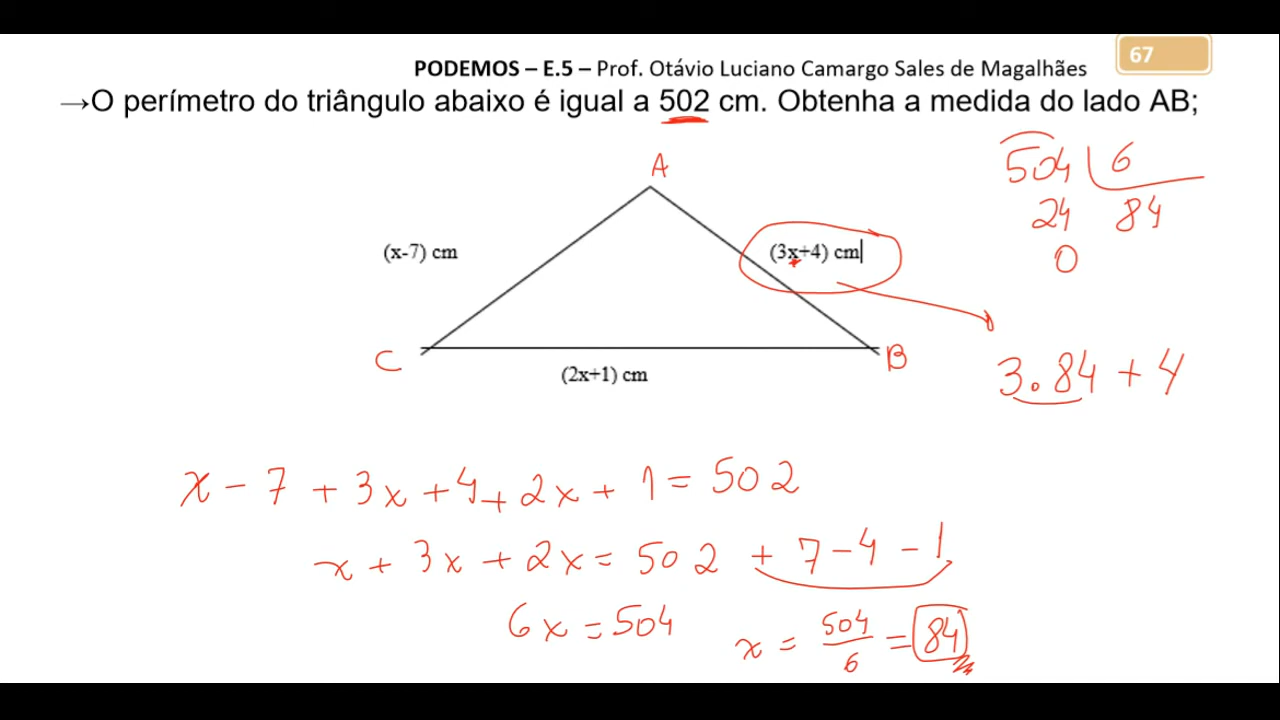 67
PODEMOS – E.5 – Prof. Otávio Luciano Camargo Sales de Magalhães
→O perímetro do triângulo abaixo é igual a 502 cm. Obtenha a medida do lado AB;
A
504 6
24 84
0
(x-7) cm
(3x+4) cm
C
B
(2x+1) cm
3.84 + 4
x - 7 + 3x + 4 + 2x + 1 = 502
x + 3x + 2x = 502 + 7 - 4 - 1
6x = 504
x = 504/6 = 84